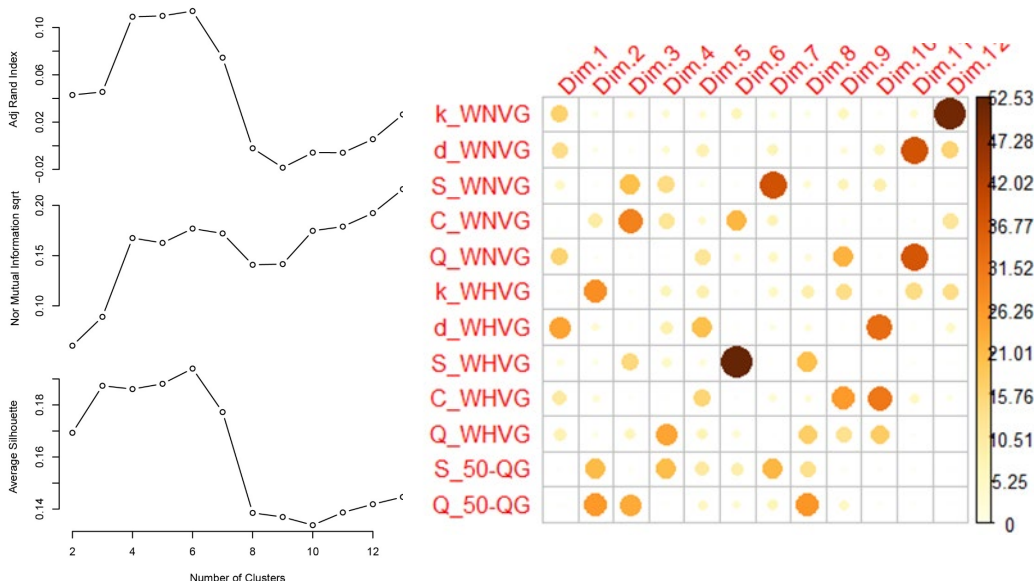 Adj Rand Index
0.10
0.06
0.02
−0.02
Nor Mutual Information sqrt
0.20
0.15
0.10
Average Silhouette
0.18
0.16
0.14
2 4 6 8 10 12
Number of Clusters
Dim.1 Dim.2 Dim.3 Dim.4 Dim.5 Dim.6 Dim.7 Dim.8 Dim.9 Dim.10 Dim.11 Dim.12
k_WNVG
d_WNVG
S_WNVG
C_WNVG
Q_WNVG
k_WHVG
d_WHVG
S_WHVG
C_WHVG
Q_WHVG
S_50-QG
Q_50-QG
52.53
47.28
42.02
36.77
31.52
26.26
21.01
15.76
10.51
5.25
0